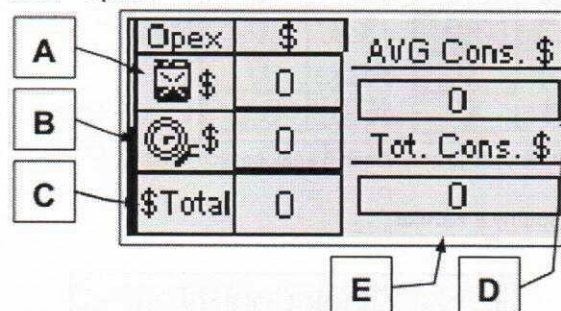 Opex $
$ 0
$ 0
$Total 0
AVG Cons. $
0
Tot. Cons. $
0
A
B
C
E
D